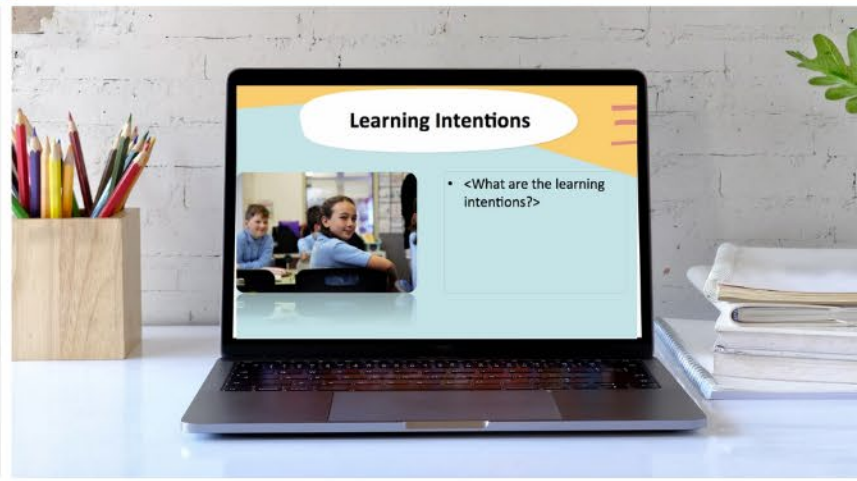 Learning Intentions
• <What are the learning
intentions?>